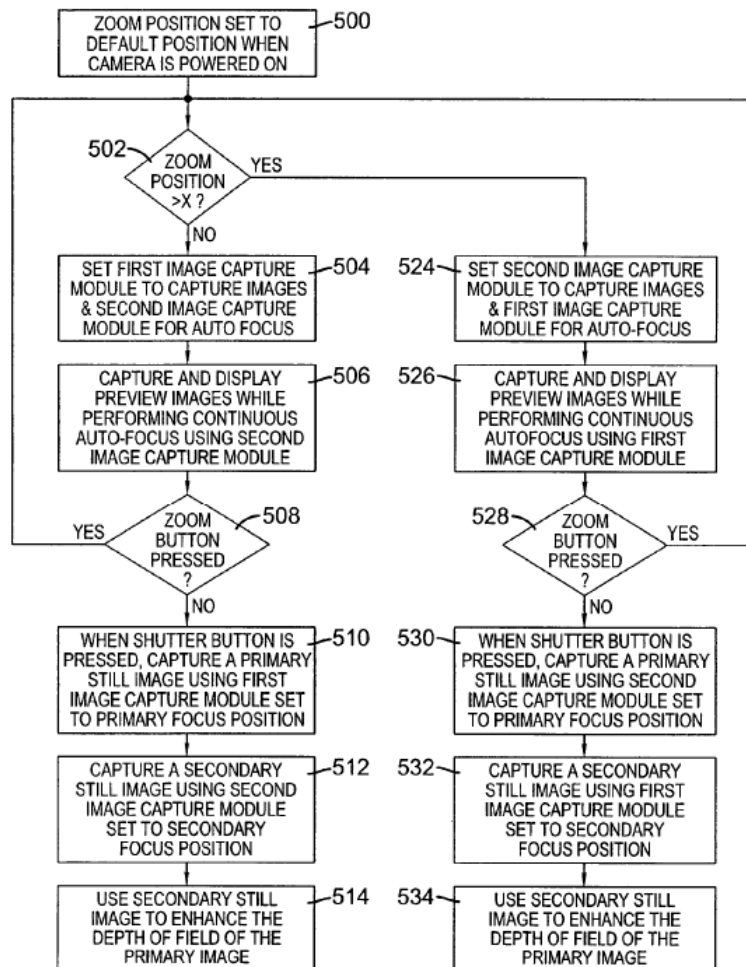 ZOOM POSITION SET TO
DEFAULT POSITION WHEN
CAMERA IS POWERED ON
500
502
ZOOM
POSITION
>X ?
YES
NO
SET FIRST IMAGE CAPTURE
MODULE TO CAPTURE IMAGES
& SECOND IMAGE CAPTURE
MODULE FOR AUTO FOCUS
504
524
SET SECOND IMAGE CAPTURE
MODULE TO CAPTURE IMAGES
& FIRST IMAGE CAPTURE
MODULE FOR AUTO-FOCUS
CAPTURE AND DISPLAY
PREVIEW IMAGES WHILE
PERFORMING CONTINUOUS
AUTO-FOCUS USING SECOND
IMAGE CAPTURE MODULE
506
526
CAPTURE AND DISPLAY
PREVIEW IMAGES WHILE
PERFORMING CONTINUOUS
AUTOFOCUS USING FIRST
IMAGE CAPTURE MODULE
YES
ZOOM
BUTTON
PRESSED
?
508
NO
528
ZOOM
BUTTON
PRESSED
?
YES
NO
WHEN SHUTTER BUTTON IS
PRESSED, CAPTURE A PRIMARY
STILL IMAGE USING FIRST
IMAGE CAPTURE MODULE SET
TO PRIMARY FOCUS POSITION
510
530
WHEN SHUTTER BUTTON IS
PRESSED, CAPTURE A PRIMARY
STILL IMAGE USING SECOND
IMAGE CAPTURE MODULE SET
TO PRIMARY FOCUS POSITION
CAPTURE A SECONDARY
STILL IMAGE USING SECOND
IMAGE CAPTURE MODULE
SET TO SECONDARY
FOCUS POSITION
512
532
CAPTURE A SECONDARY
STILL IMAGE USING FIRST
IMAGE CAPTURE MODULE
SET TO SECONDARY
FOCUS POSITION
USE SECONDARY STILL
IMAGE TO ENHANCE THE
DEPTH OF FIELD OF THE
PRIMARY IMAGE
514
534
USE SECONDARY STILL
IMAGE TO ENHANCE THE
DEPTH OF FIELD OF THE
PRIMARY IMAGE